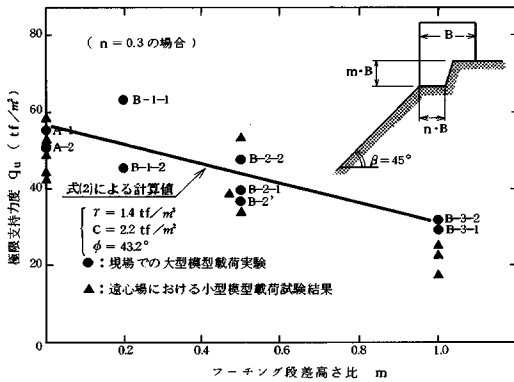 ( n = 0.3 の場合 )
極限支持力度 qu ( tf/m² )
80
60
40
20
0
0
0.2
0.4
0.6
0.8
1.0
フーチング段差高さ比 m
A-1
A-2
B-1-1
B-1-2
B-2-2
B-2-1
B-2'
B-3-2
B-3-1
式(2)による計算値
γ = 1.4 tf/m³
C = 2.2 tf/m²
φ = 43.2°
● : 現場での大型模型載荷実験
▲ : 遠心場における小型模型載荷試験結果
B
m・B
n・B
β = 45°